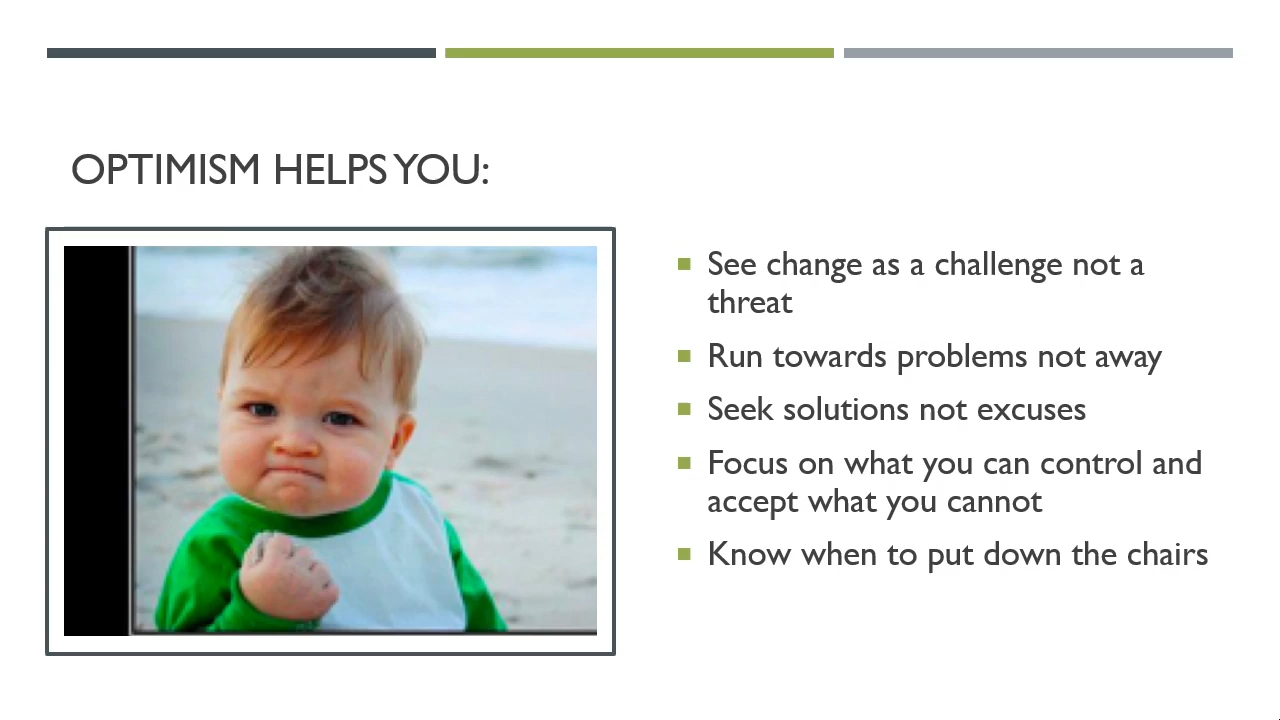 OPTIMISM HELPS YOU:
See change as a challenge not a
threat
Run towards problems not away
Seek solutions not excuses
Focus on what you can control and
accept what you cannot
Know when to put down the chairs